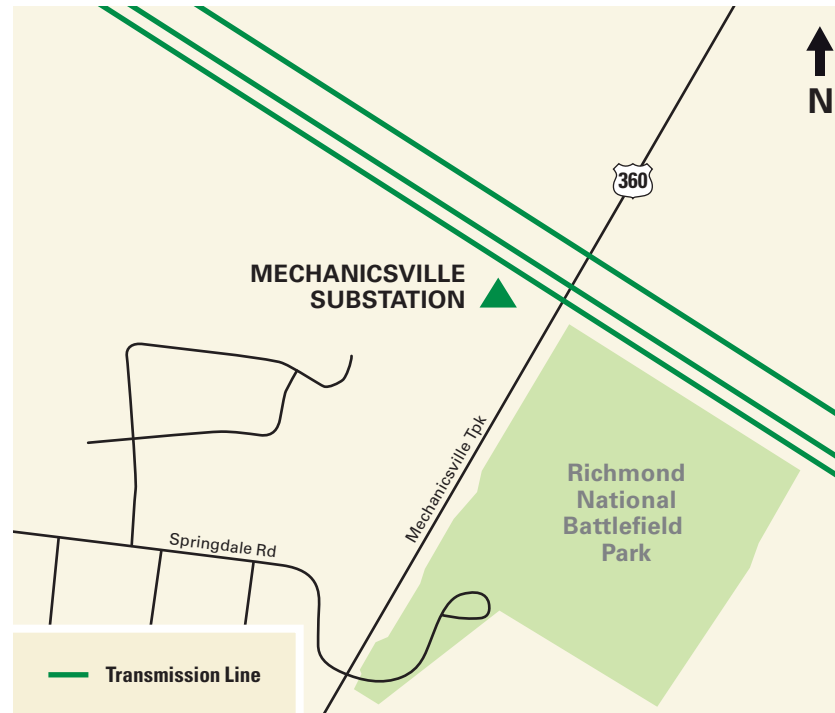 N
360
MECHANICSVILLE
SUBSTATION
Mechanicsville Tpk
Richmond
National
Battlefield
Park
Springdale Rd
Transmission Line